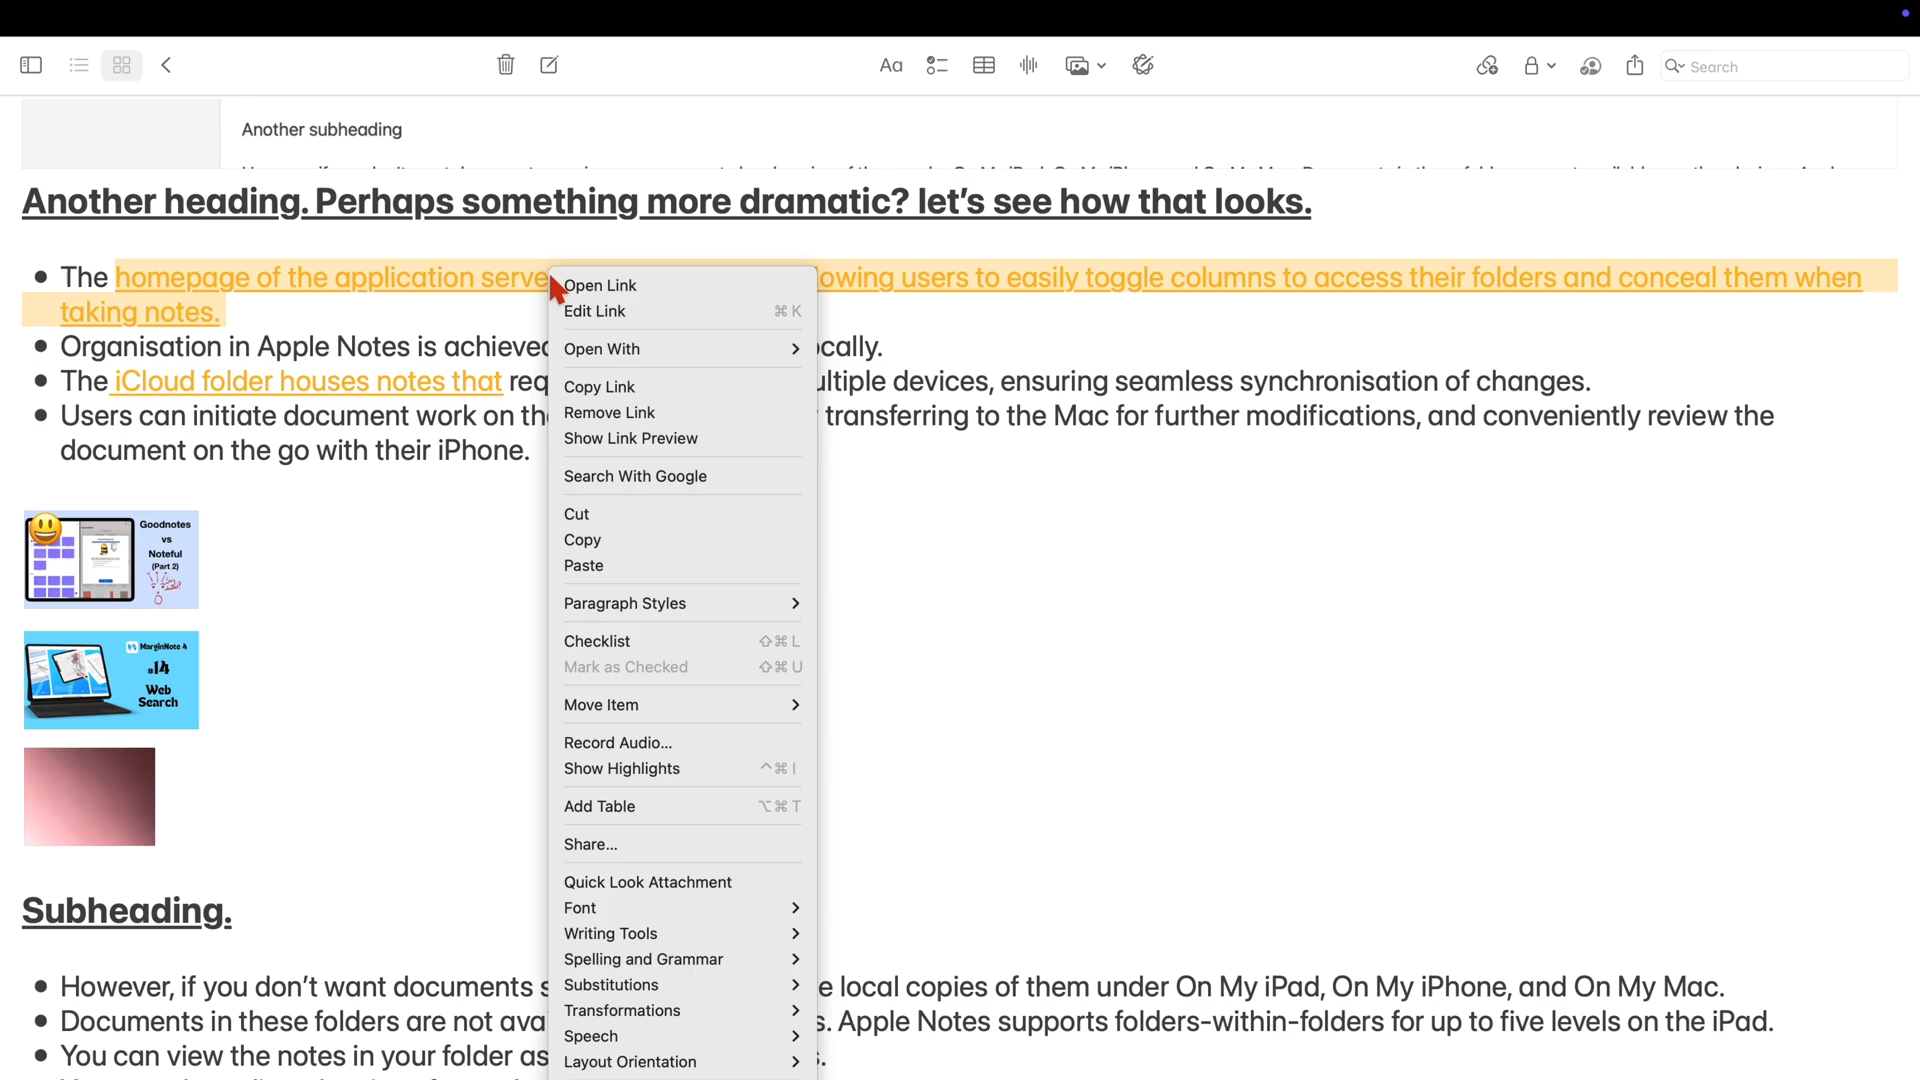 Search
Another subheading
Another heading. Perhaps something more dramatic? let's see how that looks.
The homepage of the application serve
owing users to easily toggle columns to access their folders and conceal them when
taking notes.
Organisation in Apple Notes is achieved
cally.
The iCloud folder houses notes that req
ultiple devices, ensuring seamless synchronisation of changes.
Users can initiate document work on the
transferring to the Mac for further modifications, and conveniently review the
document on the go with their iPhone.
Open Link
Edit Link ⌘ K
Open With
Copy Link
Remove Link
Show Link Preview
Search With Google
Cut
Copy
Paste
Paragraph Styles
Checklist ⇧⌘ L
Mark as Checked ⇧⌘ U
Move Item
Record Audio...
Show Highlights ^⌘ I
Add Table ⌥⌘ T
Share...
Quick Look Attachment
Font
Writing Tools
Spelling and Grammar
Substitutions
Transformations
Speech
Layout Orientation
Goodnotes
vs
Noteful
(Part 2)
MarginNote 4
#14
Web
Search
Subheading.
However, if you don't want documents s
e local copies of them under On My iPad, On My iPhone, and On My Mac.
Documents in these folders are not ava
s. Apple Notes supports folders-within-folders for up to five levels on the iPad.
You can view the notes in your folder as
s.